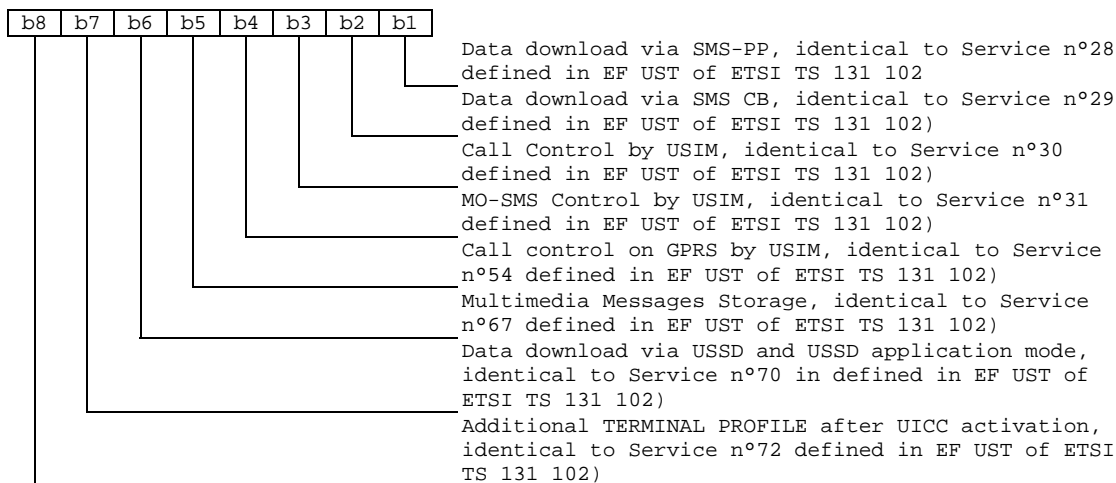 b8 b7 b6 b5 b4 b3 b2 b1
Data download via SMS-PP, identical to Service n°28
defined in EF UST of ETSI TS 131 102
Data download via SMS CB, identical to Service n°29
defined in EF UST of ETSI TS 131 102)
Call Control by USIM, identical to Service n°30
defined in EF UST of ETSI TS 131 102)
MO-SMS Control by USIM, identical to Service n°31
defined in EF UST of ETSI TS 131 102)
Call control on GPRS by USIM, identical to Service
n°54 defined in EF UST of ETSI TS 131 102)
Multimedia Messages Storage, identical to Service
n°67 defined in EF UST of ETSI TS 131 102)
Data download via USSD and USSD application mode,
identical to Service n°70 in defined in EF UST of
ETSI TS 131 102)
Additional TERMINAL PROFILE after UICC activation,
identical to Service n°72 defined in EF UST of ETSI
TS 131 102)